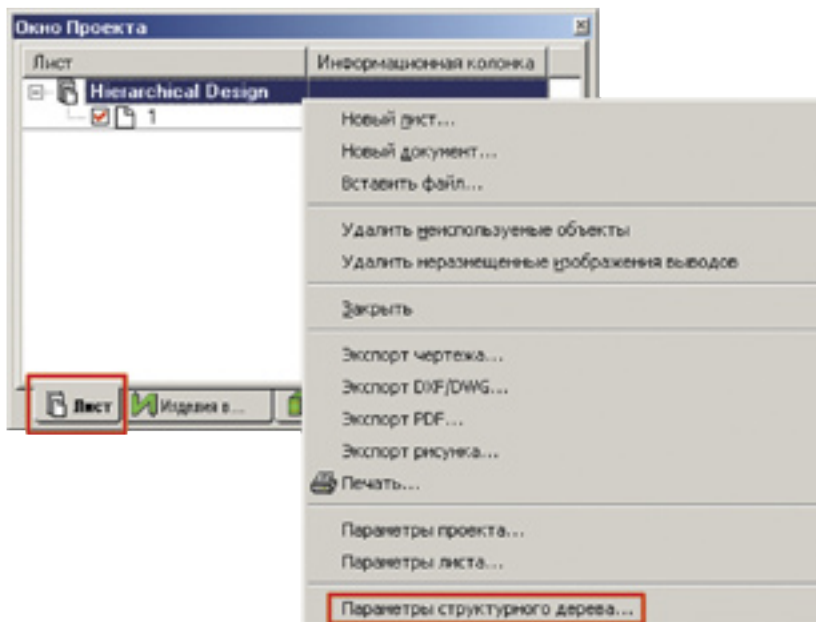 Окно Проекта
Лист Информационная колонка
Hierarchical Design
1
Новый лист...
Новый документ...
Вставить файл...
Удалить неиспользуемые объекты
Удалить неразмещенные изображения выводов
Закрыть
Экспорт чертежа...
Экспорт DXF/DWG...
Экспорт PDF...
Экспорт рисунка...
Печать...
Параметры проекта...
Параметры листа...
Параметры структурного дерева...
Лист Изделия в...